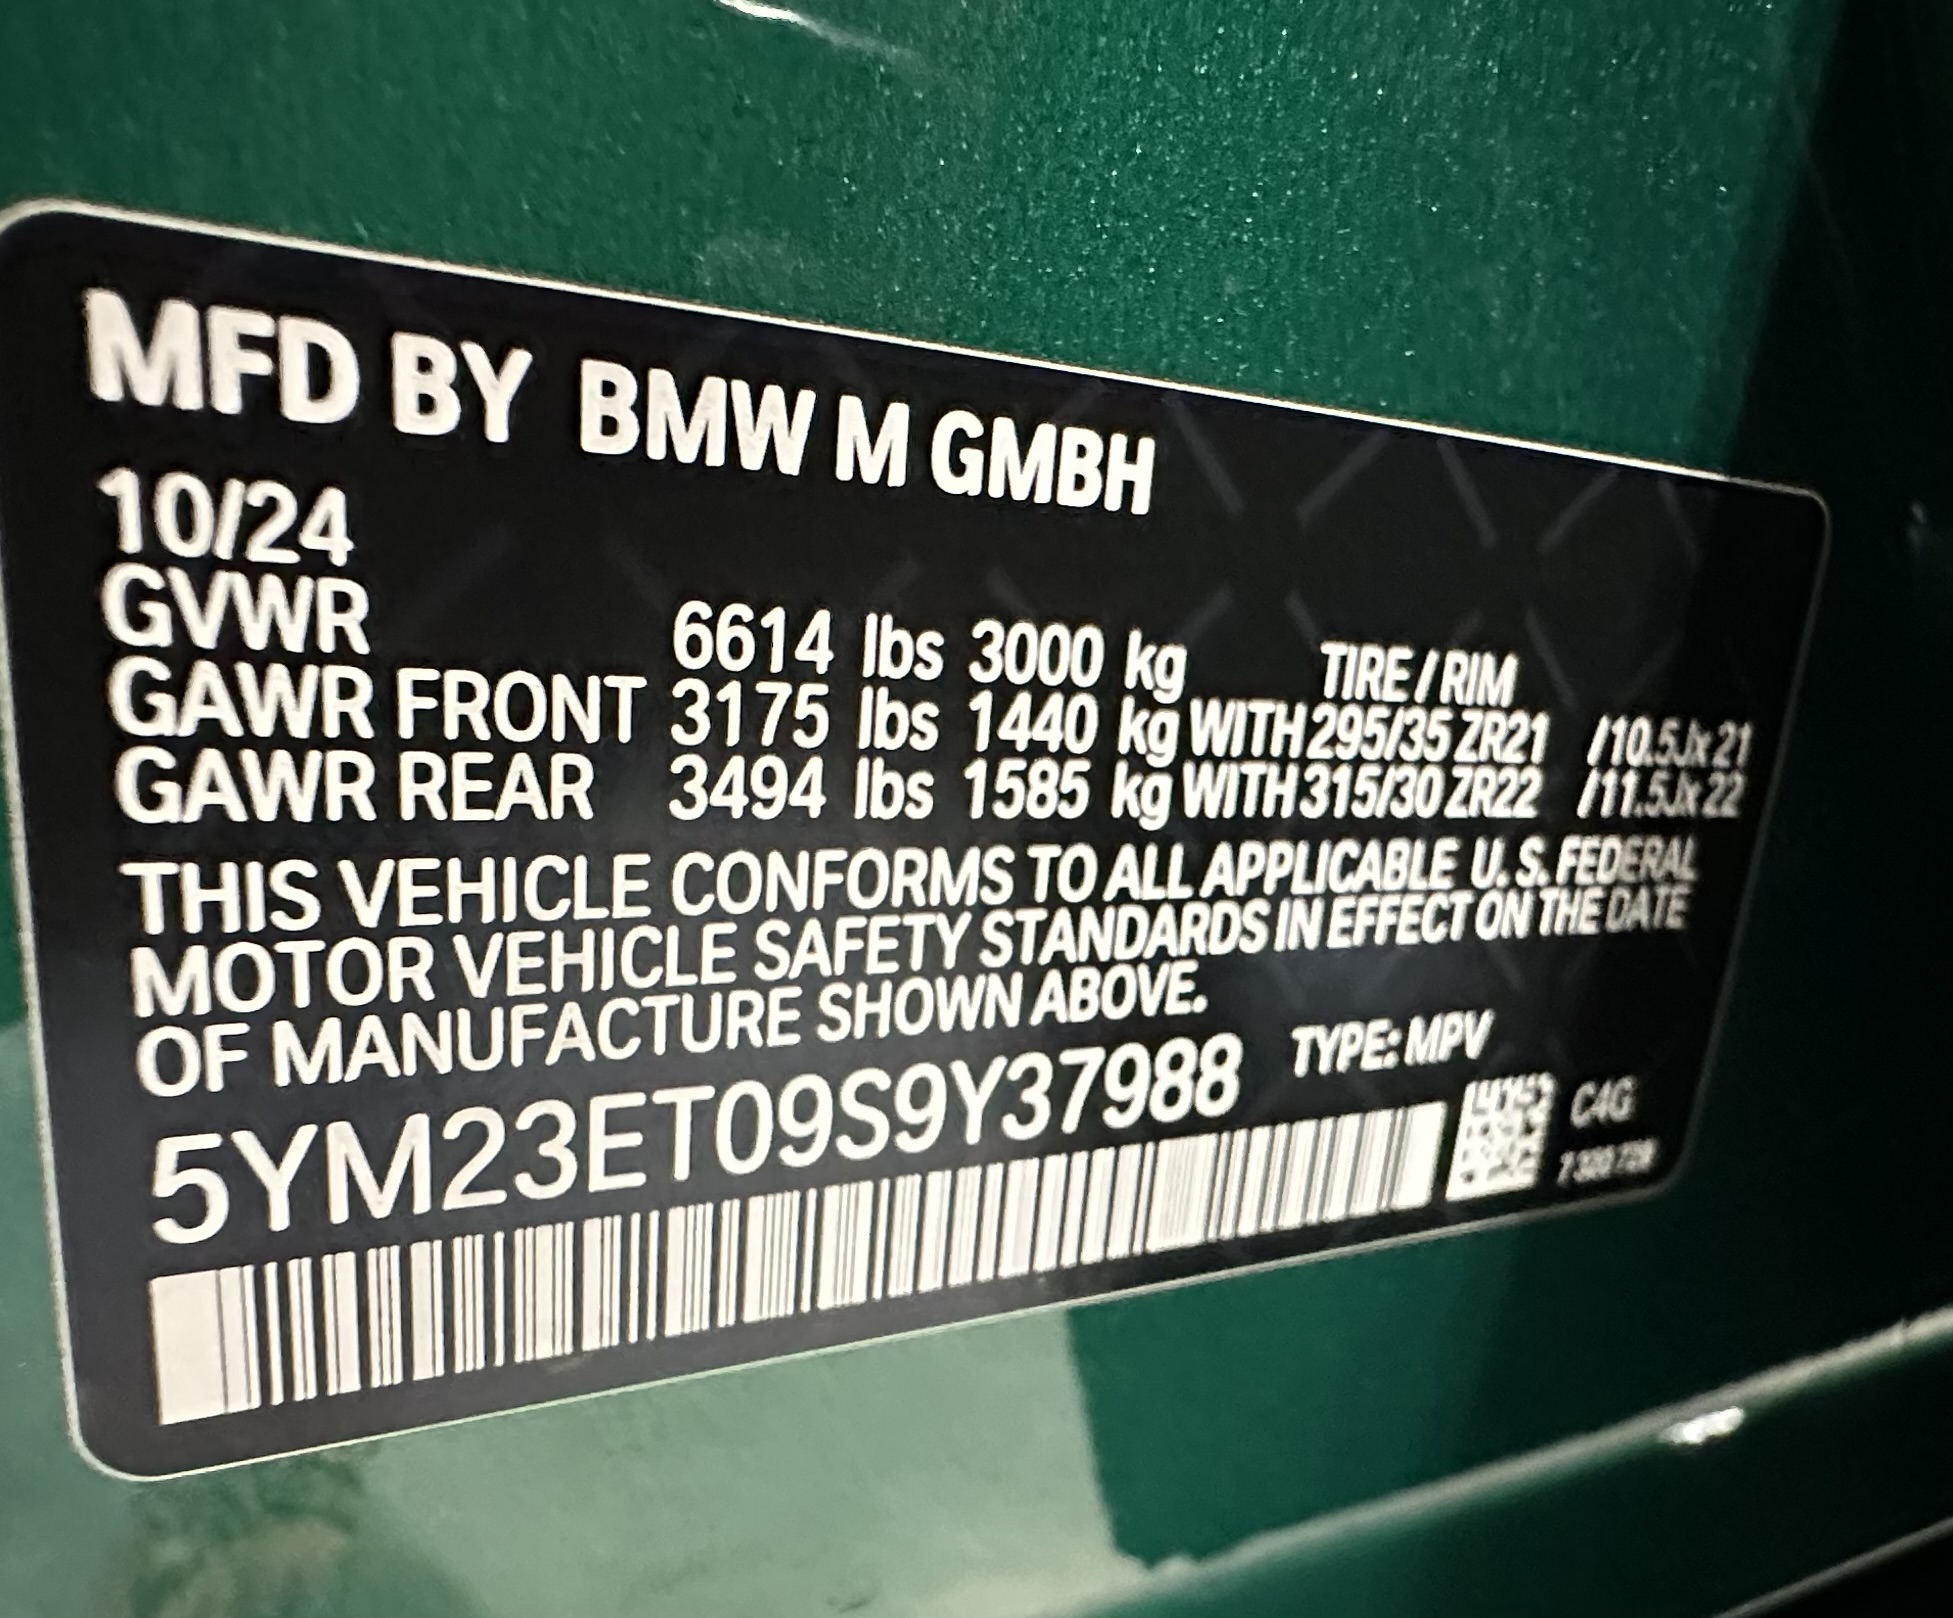 MFD BY BMW M GMBH
10/24
GVWR 6614 lbs 3000 kg TIRE / RIM
GAWR FRONT 3175 lbs 1440 kg WITH 295/35 ZR21 /10.5Jx21
GAWR REAR 3494 lbs 1585 kg WITH 315/30 ZR22 /11.5Jx22
THIS VEHICLE CONFORMS TO ALL APPLICABLE U. S. FEDERAL
MOTOR VEHICLE SAFETY STANDARDS IN EFFECT ON THE DATE
OF MANUFACTURE SHOWN ABOVE.
5YM23ET09S9Y37988 TYPE: MPV
C4G